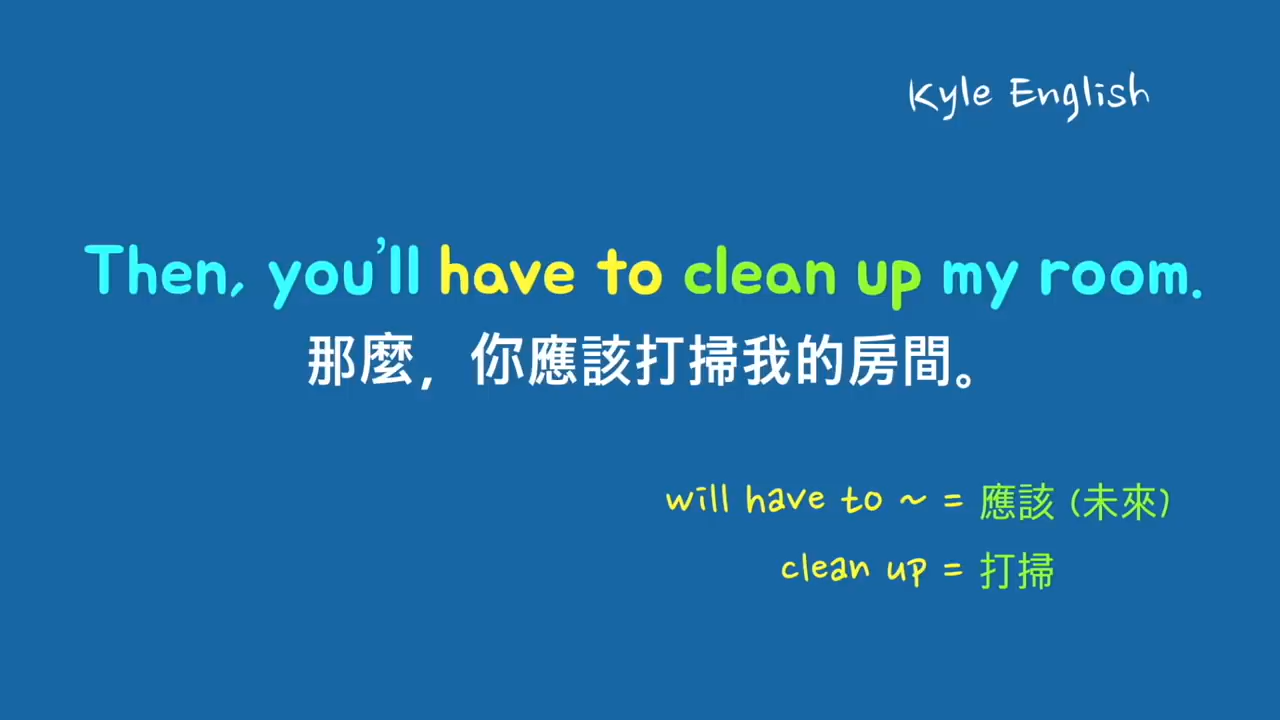 Kyle English
Then, you'll have to clean up my room.
那麼，你應該打掃我的房間。
will have to ~ = 應該 (未來)
clean up = 打掃